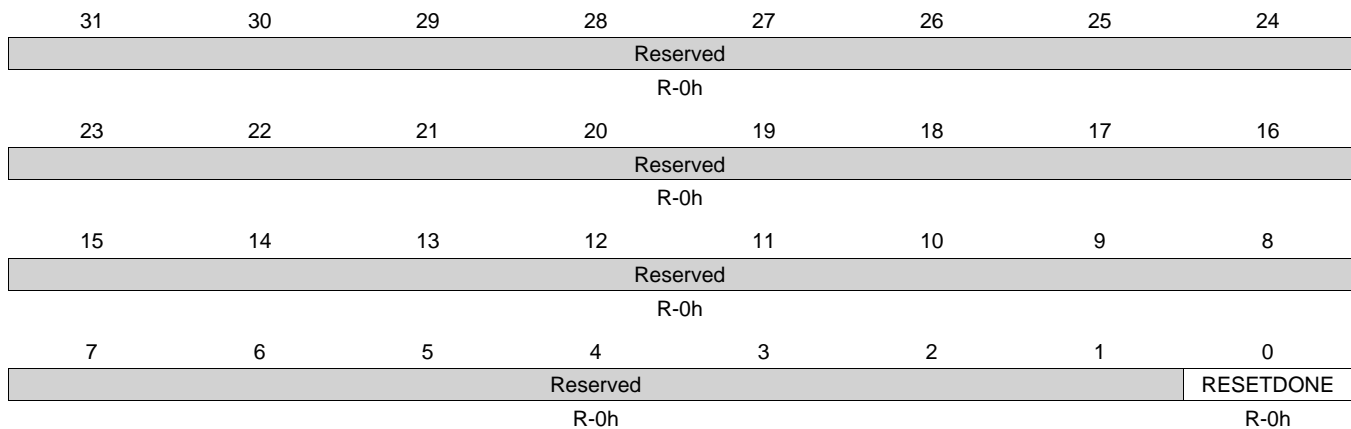 31 30 29 28 27 26 25 24
Reserved
R-0h
23 22 21 20 19 18 17 16
Reserved
R-0h
15 14 13 12 11 10 9 8
Reserved
R-0h
7 6 5 4 3 2 1 0
Reserved RESETDONE
R-0h R-0h